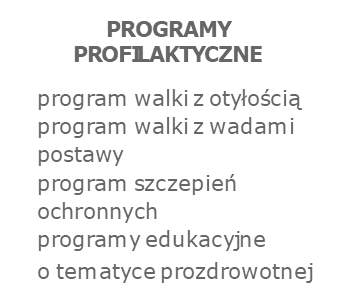 PROGRAMY
PROFILAKTYCZNE
program walki z otyłością
program walki z wadami
postawy
program szczepień
ochronnych
programy edukacyjne
o tematyce prozdrowotnej